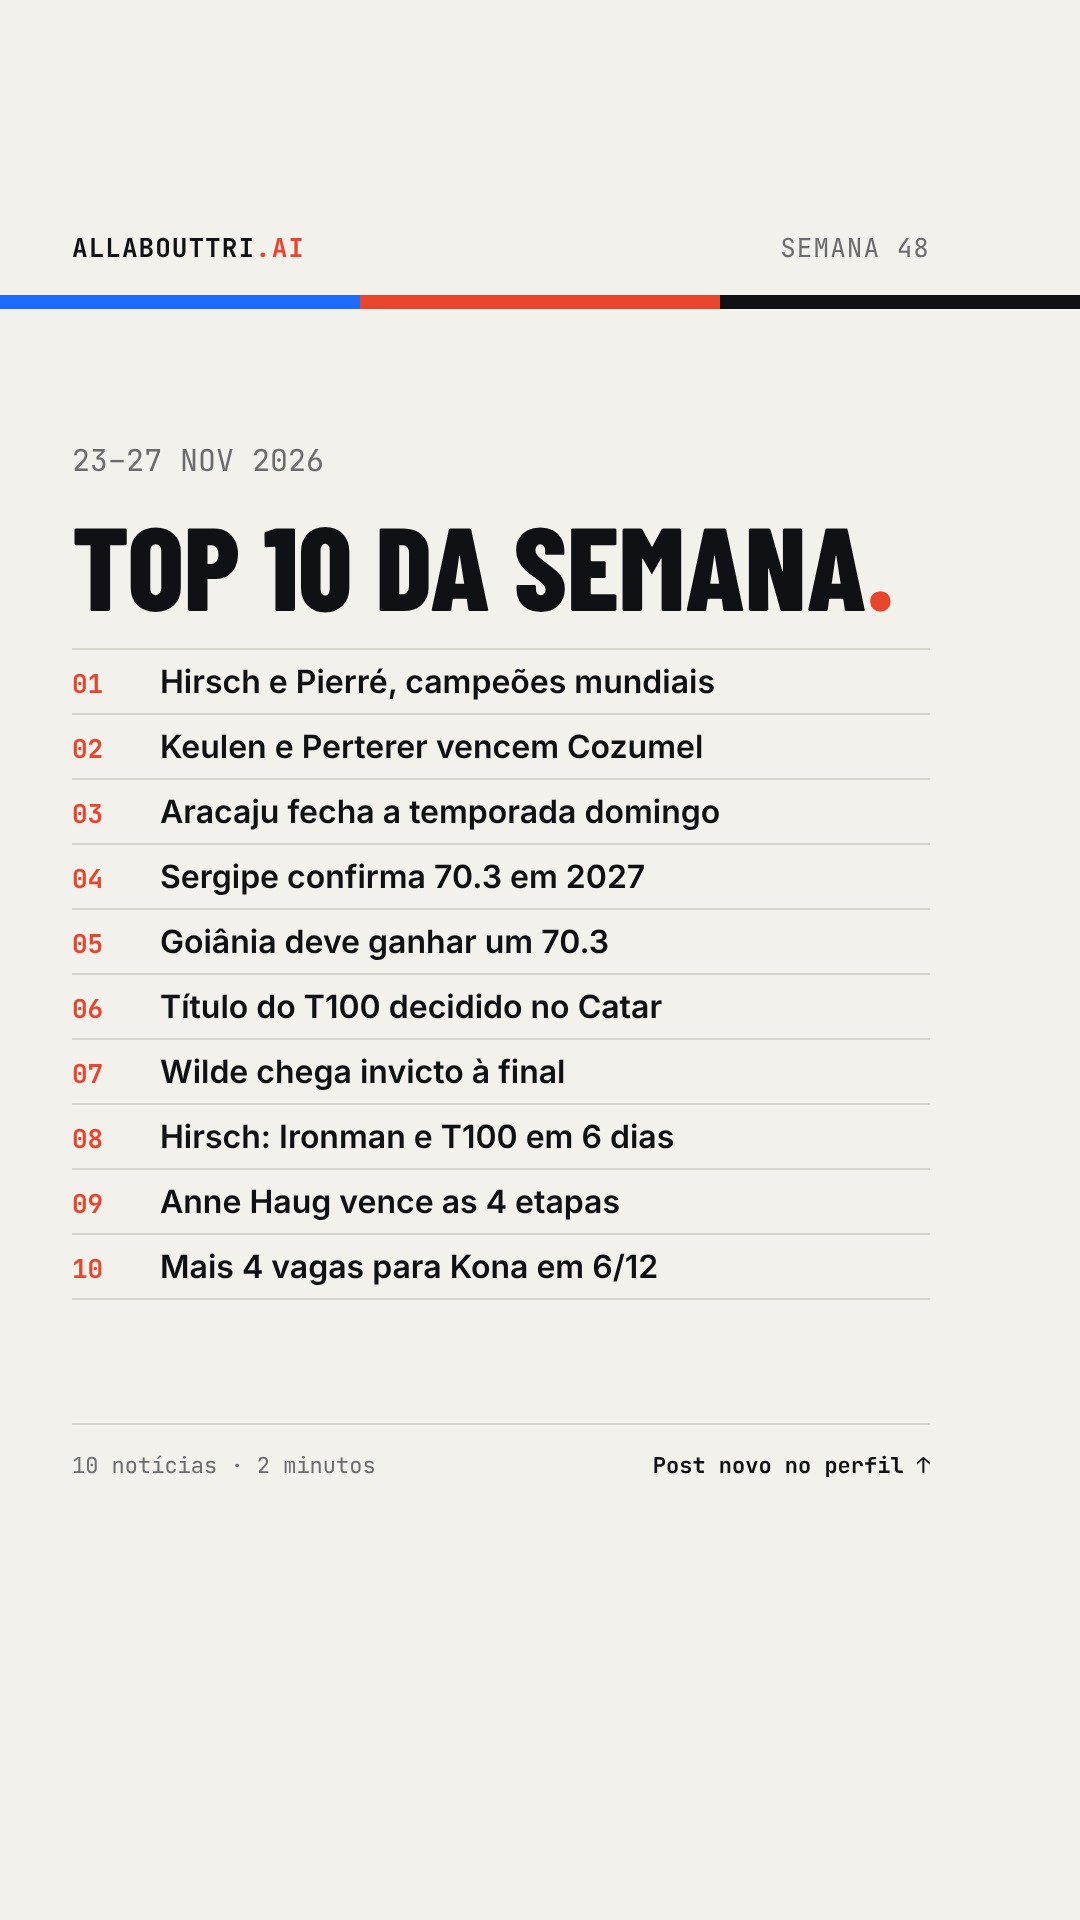 ALLABOUTTRI.AI
SEMANA 48
23–27 NOV 2026
TOP 10 DA SEMANA.
01 Hirsch e Pierré, campeões mundiais
02 Keulen e Perterer vencem Cozumel
03 Aracaju fecha a temporada domingo
04 Sergipe confirma 70.3 em 2027
05 Goiânia deve ganhar um 70.3
06 Título do T100 decidido no Catar
07 Wilde chega invicto à final
08 Hirsch: Ironman e T100 em 6 dias
09 Anne Haug vence as 4 etapas
10 Mais 4 vagas para Kona em 6/12
10 notícias · 2 minutos
Post novo no perfil ↑